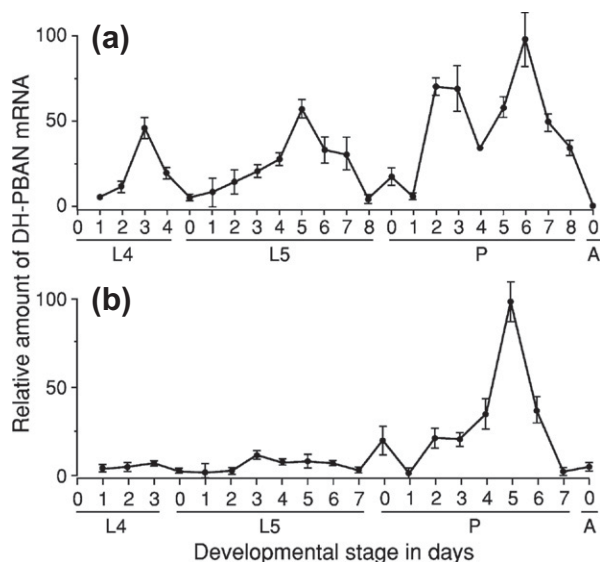 (a)
100
50
0
0 1 2 3 4 0 1 2 3 4 5 6 7 8 0 1 2 3 4 5 6 7 8 0
L4 L5 P A
Relative amount of DH-PBAN mRNA
(b)
100
50
0
0 1 2 3 0 1 2 3 4 5 6 7 0 1 2 3 4 5 6 7 0
L4 L5 P A
Developmental stage in days